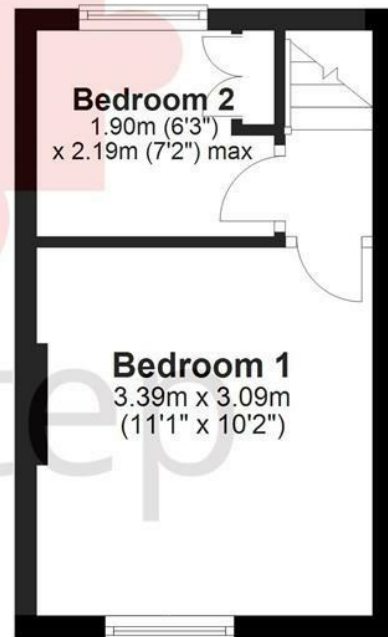 Bedroom 2
1.90m (6'3")
x 2.19m (7'2") max
Bedroom 1
3.39m x 3.09m
(11'1" x 10'2")